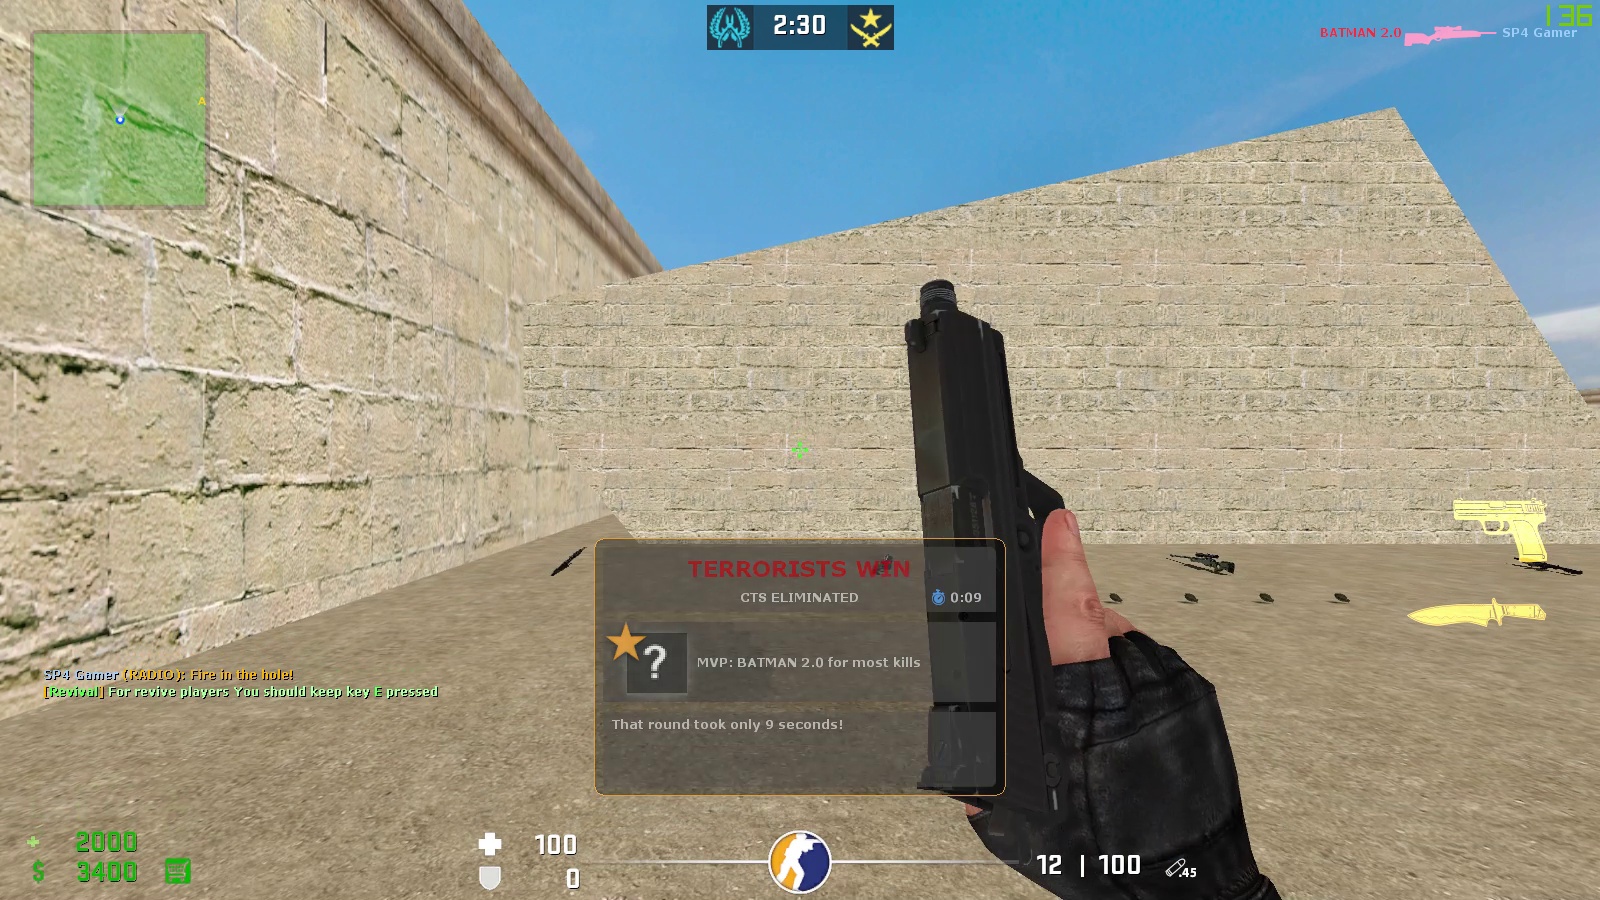 2:30
136
BATMAN 2.0 SP4 Gamer
A
TERRORISTS WIN
CTS ELIMINATED
0:09
?
MVP: BATMAN 2.0 for most kills
That round took only 9 seconds!
SP4 Gamer (RADIO): Fire in the hole!
[Revival] For revive players You should keep key E pressed
+ 2000
$ 3400
100
0
12 | 100
.45